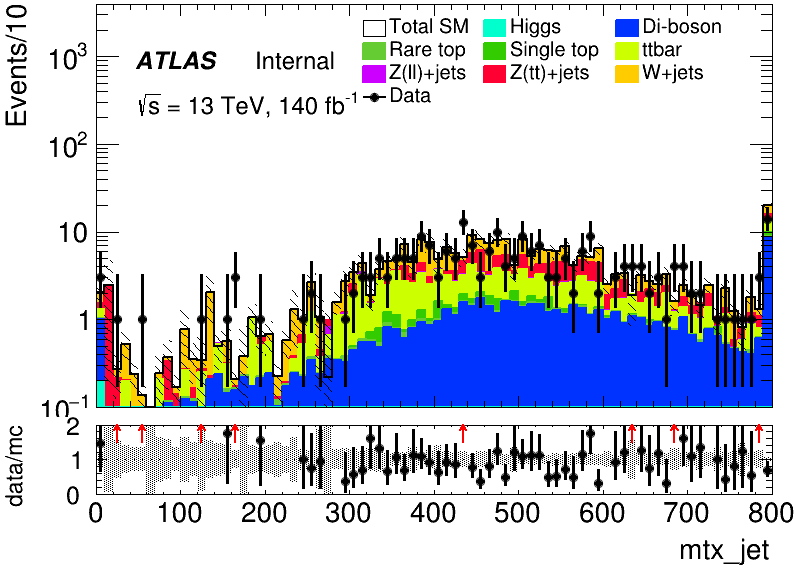 Events/10
10³
10²
10
1
10⁻¹
ATLAS Internal
√s = 13 TeV, 140 fb⁻¹
Total SM Higgs Di-boson
Rare top Single top ttbar
Z(ll)+jets Z(tt)+jets W+jets
Data
data/mc
2
1
0
0 100 200 300 400 500 600 700 800
mtx_jet